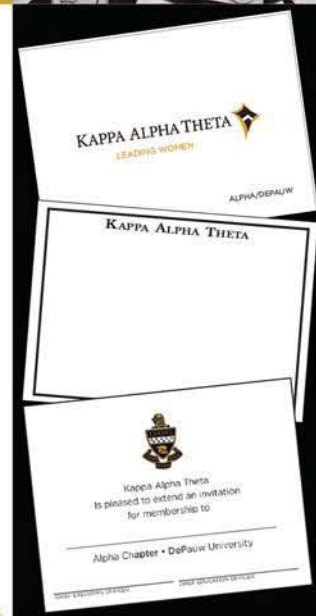 KAPPA ALPHA THETA
LEADING WOMEN
ALPHA/DEPAUW
KAPPA ALPHA THETA
Kappa Alpha Theta
Is pleased to extend an invitation
for membership to
Alpha Chapter • DePauw University